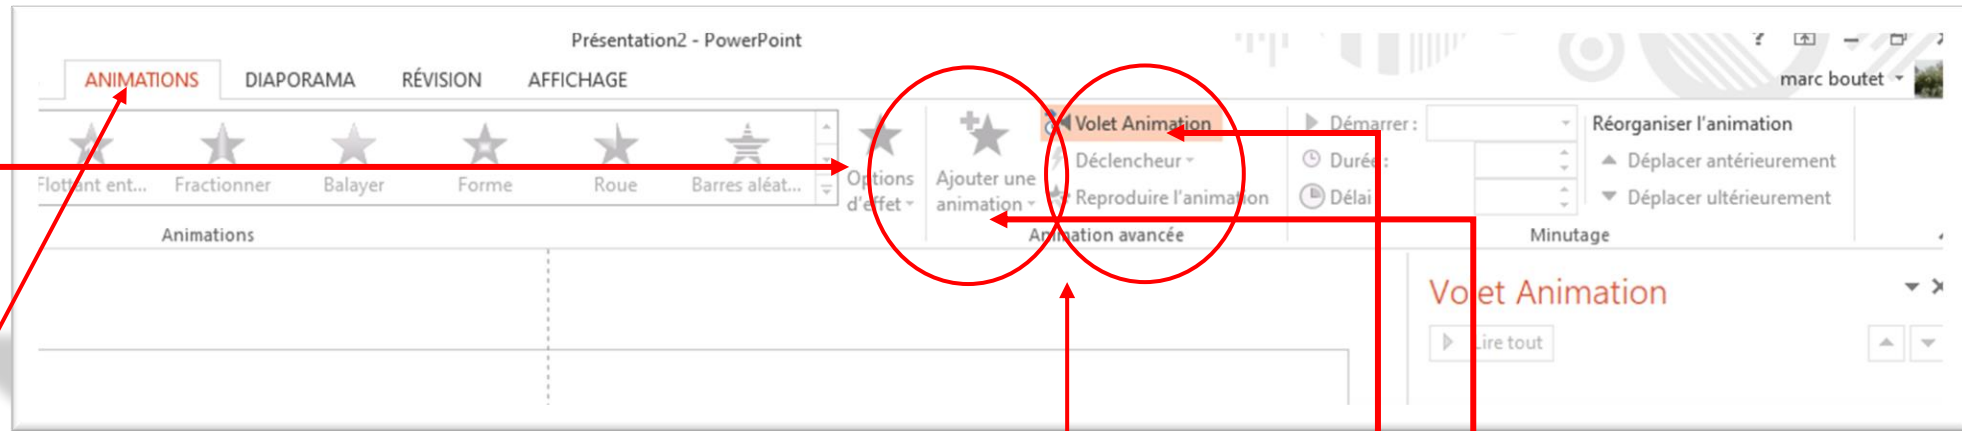 Présentation2 - PowerPoint
?
ANIMATIONS DIAPORAMA RÉVISION AFFICHAGE marc boutet
Flottant ent... Fractionner Balayer Forme Roue Barres aléat...
Options d'effet
Ajouter une animation
Volet Animation
Déclencheur
Reproduire l'animation
Démarrer :
Durée :
Délai
Réorganiser l'animation
Déplacer antérieurement
Déplacer ultérieurement
Animations Animation avancée Minutage
Volet Animation
Lire tout